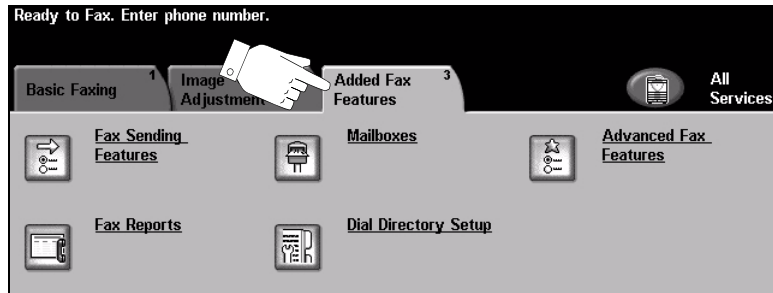 Ready to Fax. Enter phone number.
Basic Faxing 1
Image
Adjustment
Added Fax 3
Features
All
Services
Fax Sending
Features
Mailboxes
Advanced Fax
Features
Fax Reports
Dial Directory Setup